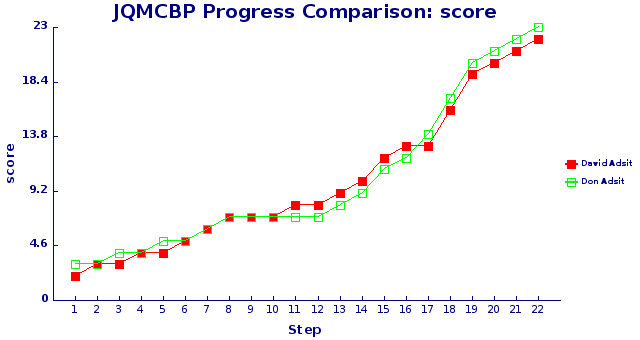 JQMCBP Progress Comparison: score
23
18.4
13.8
9.2
4.6
0
score
1 2 3 4 5 6 7 8 9 10 11 12 13 14 15 16 17 18 19 20 21 22
Step
David Adsit
Don Adsit